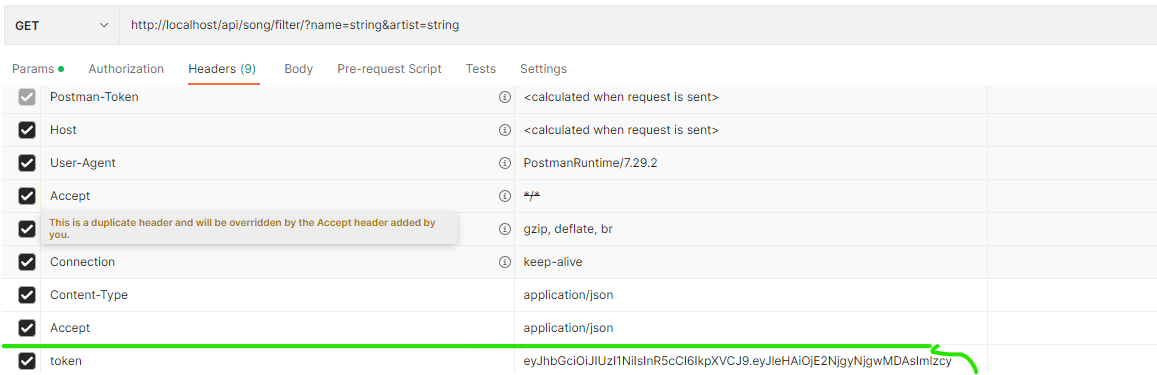 GET http://localhost/api/song/filter/?name=string&artist=string
Params Authorization Headers (9) Body Pre-request Script Tests Settings
Postman-Token <calculated when request is sent>
Host <calculated when request is sent>
User-Agent PostmanRuntime/7.29.2
Accept */*
This is a duplicate header and will be overridden by the Accept header added by
you.
gzip, deflate, br
Connection keep-alive
Content-Type application/json
Accept application/json
token eyJhbGciOiJIUzI1NiIsInR5cCI6IkpXVCJ9.eyJleHAiOjE2NjgyNjgwMDAsImlzcy